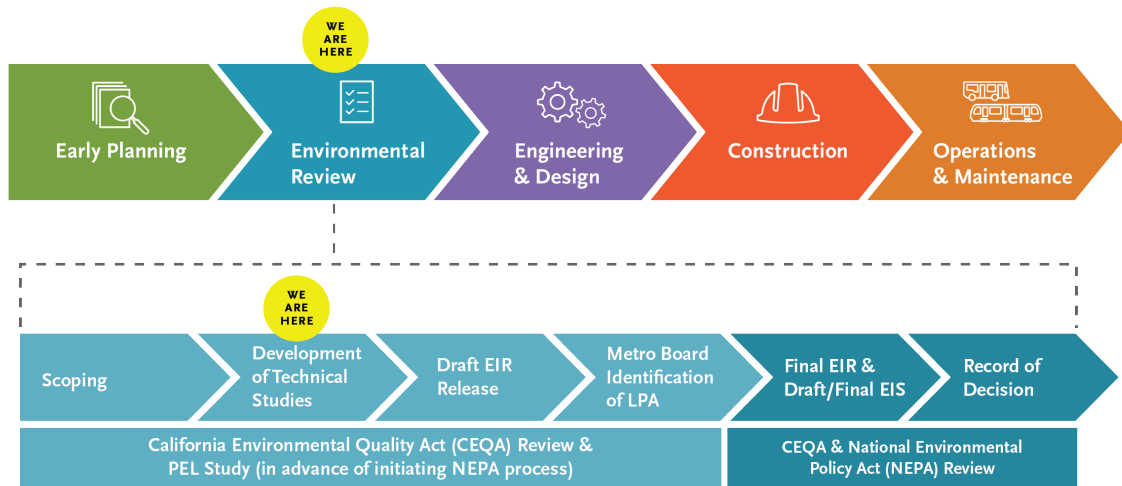 WE
ARE
HERE
Early Planning
Environmental
Review
Engineering
& Design
Construction
Operations
& Maintenance
WE
ARE
HERE
Scoping
Development
of Technical
Studies
Draft EIR
Release
Metro Board
Identification
of LPA
Final EIR &
Draft/Final EIS
Record of
Decision
California Environmental Quality Act (CEQA) Review &
PEL Study (in advance of initiating NEPA process)
CEQA & National Environmental
Policy Act (NEPA) Review